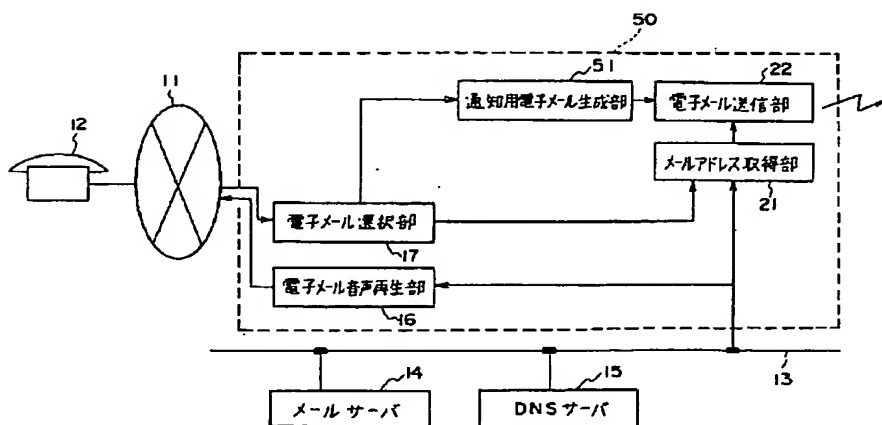 50
51
22
11
通知用電子メール生成部
電子メール送信部
12
メールアドレス取得部
21
電子メール選択部
17
電子メール音声再生部
16
13
14
15
メールサーバ
DNSサーバ